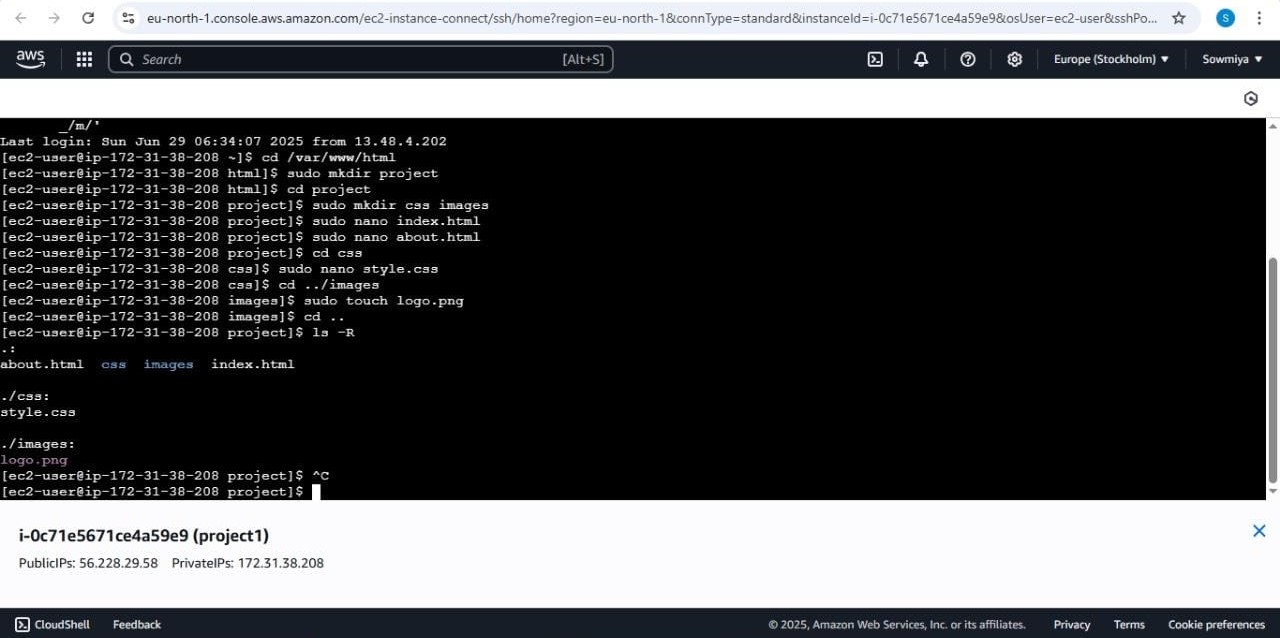 eu-north-1.console.aws.amazon.com/ec2-instance-connect/ssh/home?region=eu-north-1&connType=standard&instanceId=i-0c71e5671ce4a59e9&osUser=ec2-user&sshPo...
S
aws
Search [Alt+S]
Europe (Stockholm)
Sowmiya
_/m/'
Last login: Sun Jun 29 06:34:07 2025 from 13.48.4.202
[ec2-user@ip-172-31-38-208 ~]$ cd /var/www/html
[ec2-user@ip-172-31-38-208 html]$ sudo mkdir project
[ec2-user@ip-172-31-38-208 html]$ cd project
[ec2-user@ip-172-31-38-208 project]$ sudo mkdir css images
[ec2-user@ip-172-31-38-208 project]$ sudo nano index.html
[ec2-user@ip-172-31-38-208 project]$ sudo nano about.html
[ec2-user@ip-172-31-38-208 project]$ cd css
[ec2-user@ip-172-31-38-208 css]$ sudo nano style.css
[ec2-user@ip-172-31-38-208 css]$ cd ../images
[ec2-user@ip-172-31-38-208 images]$ sudo touch logo.png
[ec2-user@ip-172-31-38-208 images]$ cd ..
[ec2-user@ip-172-31-38-208 project]$ ls -R
.:
about.html css images index.html
./css:
style.css
./images:
logo.png
[ec2-user@ip-172-31-38-208 project]$ ^C
[ec2-user@ip-172-31-38-208 project]$
i-0c71e5671ce4a59e9 (project1)
PublicIPs: 56.228.29.58 PrivateIPs: 172.31.38.208
CloudShell Feedback © 2025, Amazon Web Services, Inc. or its affiliates. Privacy Terms Cookie preferences